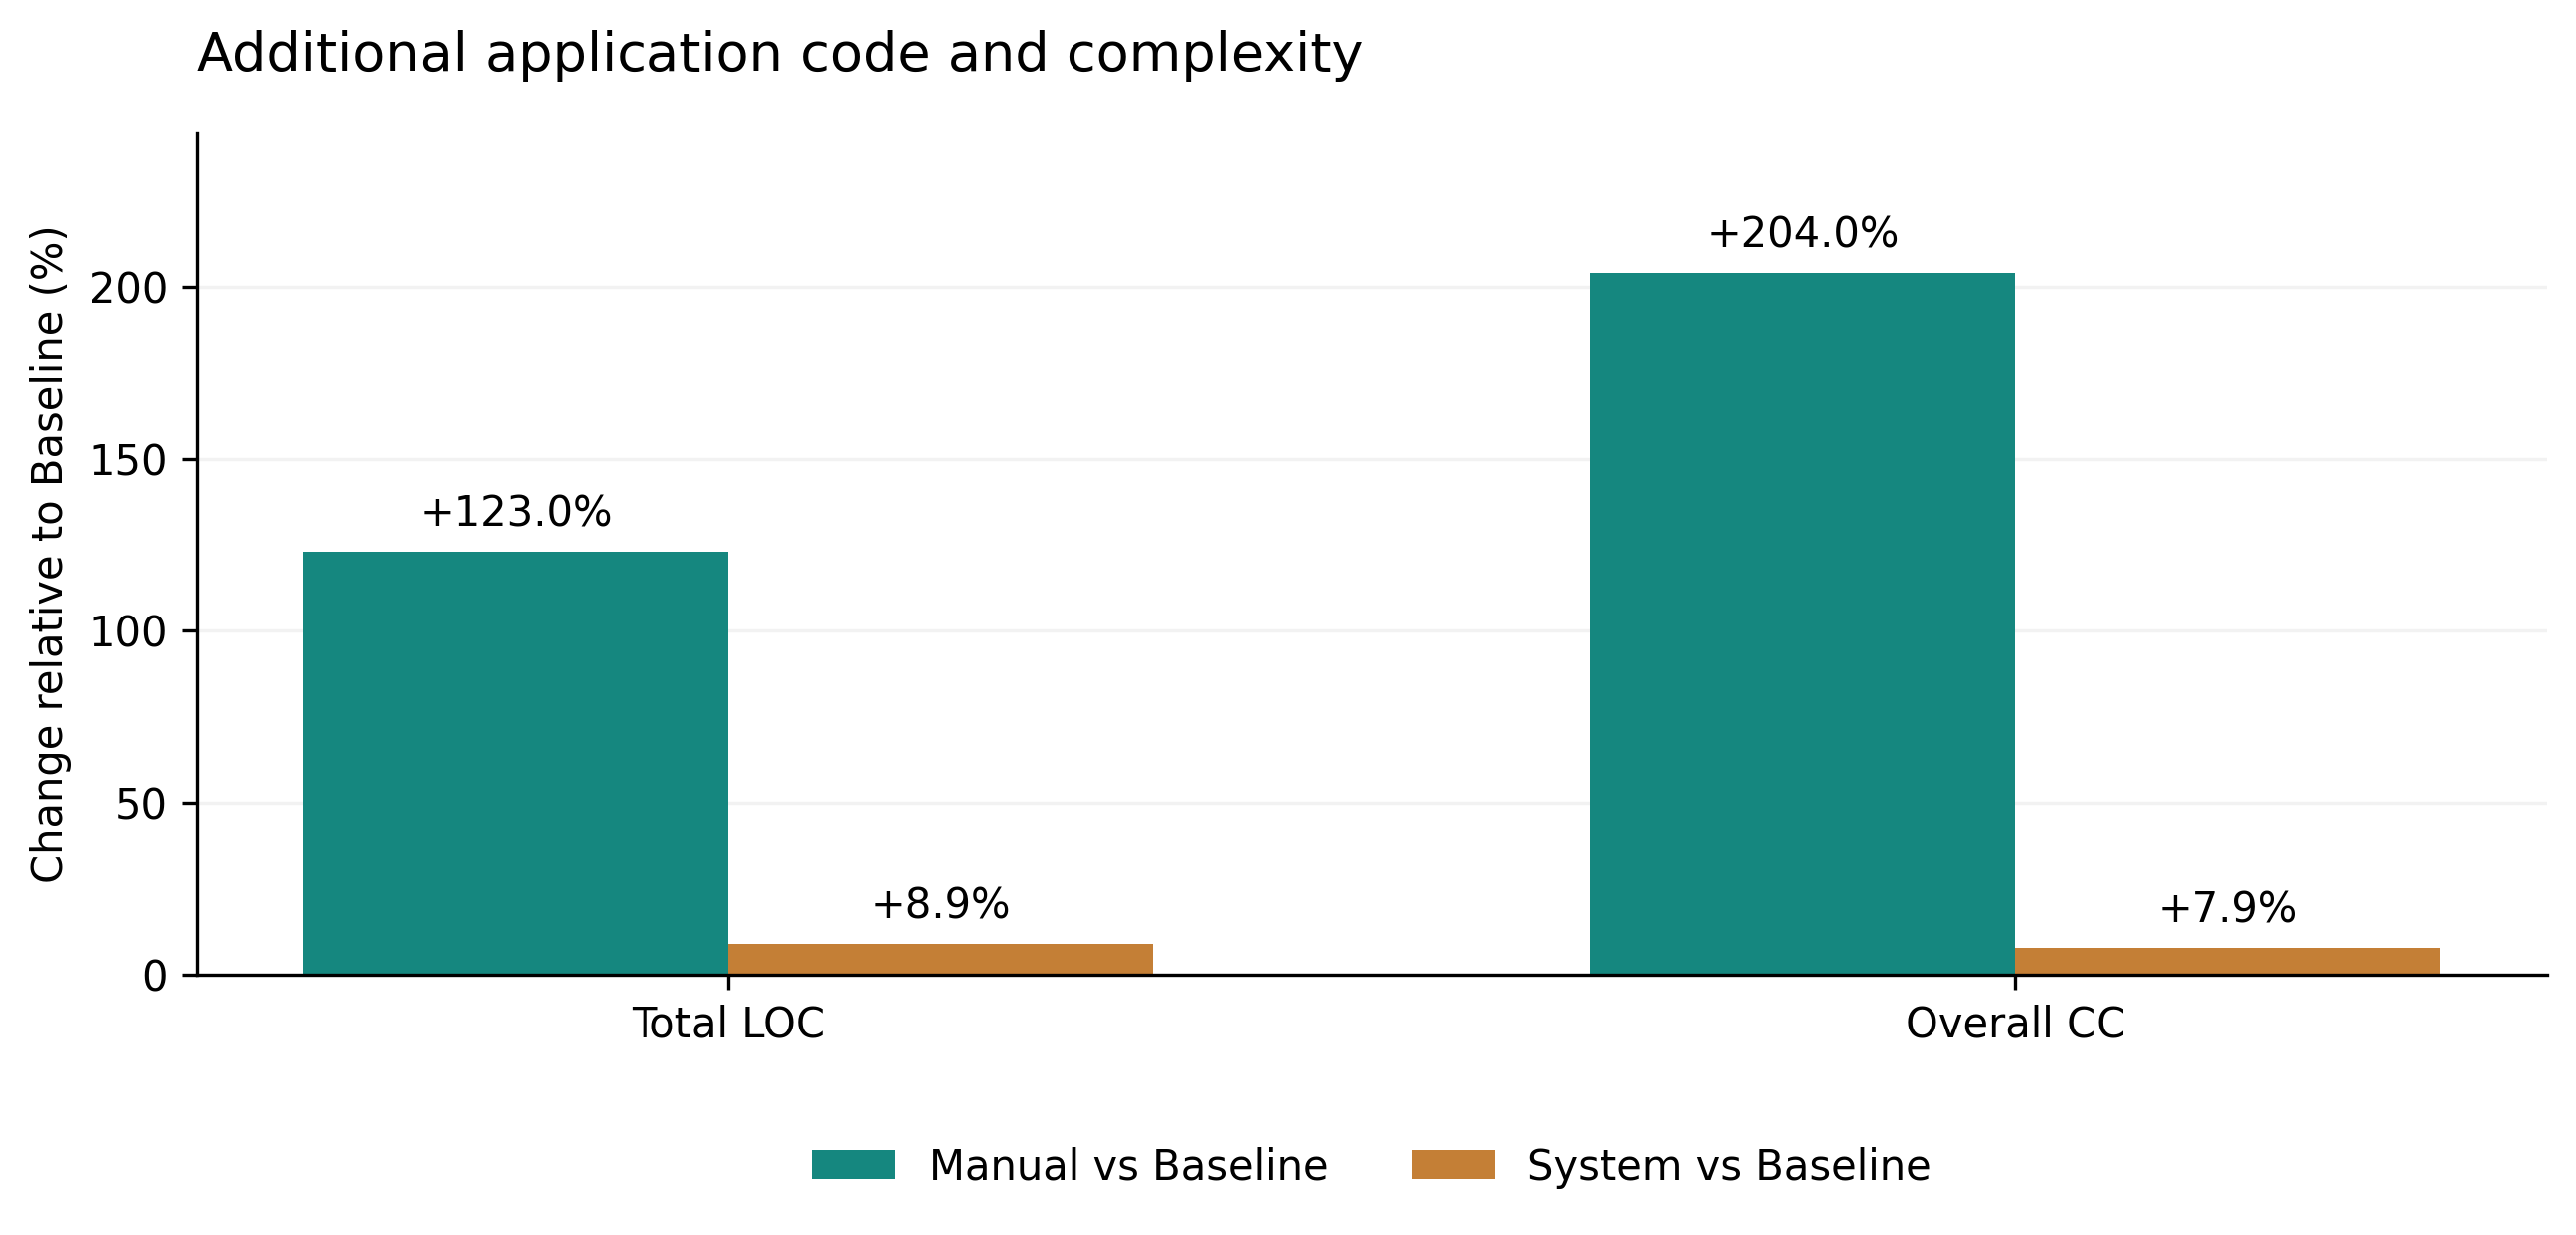 Additional application code and complexity
Change relative to Baseline (%)
200
150
100
50
0
+123.0%
+8.9%
+204.0%
+7.9%
Total LOC
Overall CC
Manual vs Baseline
System vs Baseline